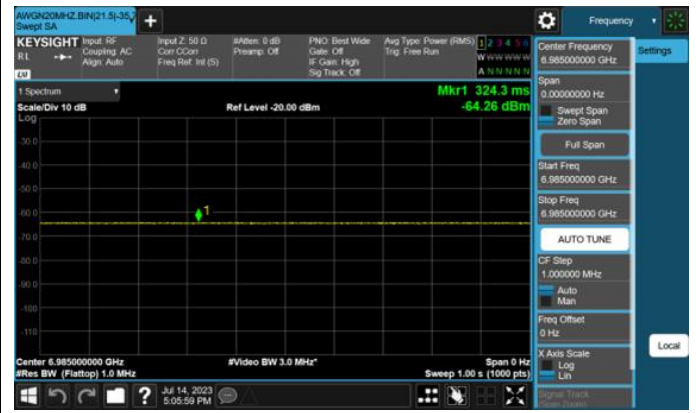 AWGN20MHZ.BIN|21.5|-35.7
Swept SA
Frequency
KEYSIGHT
RL
LM
Input: RF
Coupling: AC
Align: Auto
Input Z: 50 Ω
Corr CCorr
Freq Ref: Int (S)
#Atten: 0 dB
Preamp: Off
PNO: Best Wide
Gate: Off
IF Gain: High
Sig Track: Off
Avg Type: Power (RMS)
Trig: Free Run
1 2 3 4 5 6
W W W W W W
A N N N N N
1 Spectrum
Scale/Div 10 dB
Log
Ref Level -20.00 dBm
Mkr1 324.3 ms
-64.26 dBm
-30.0
-40.0
-50.0
-60.0
-70.0
-80.0
-90.0
-100
-110
1
Center 6.985000000 GHz
#Res BW (Flattop) 1.0 MHz
#Video BW 3.0 MHz*
Span 0 Hz
Sweep 1.00 s (1000 pts)
Jul 14, 2023
5:05:59 PM
Center Frequency
6.985000000 GHz
Span
0.00000000 Hz
Swept Span
Zero Span
Full Span
Start Freq
6.985000000 GHz
Stop Freq
6.985000000 GHz
AUTO TUNE
CF Step
1.000000 MHz
Auto
Man
Freq Offset
0 Hz
X Axis Scale
Log
Lin
Signal Track
(Span Zoom)
Settings
Local